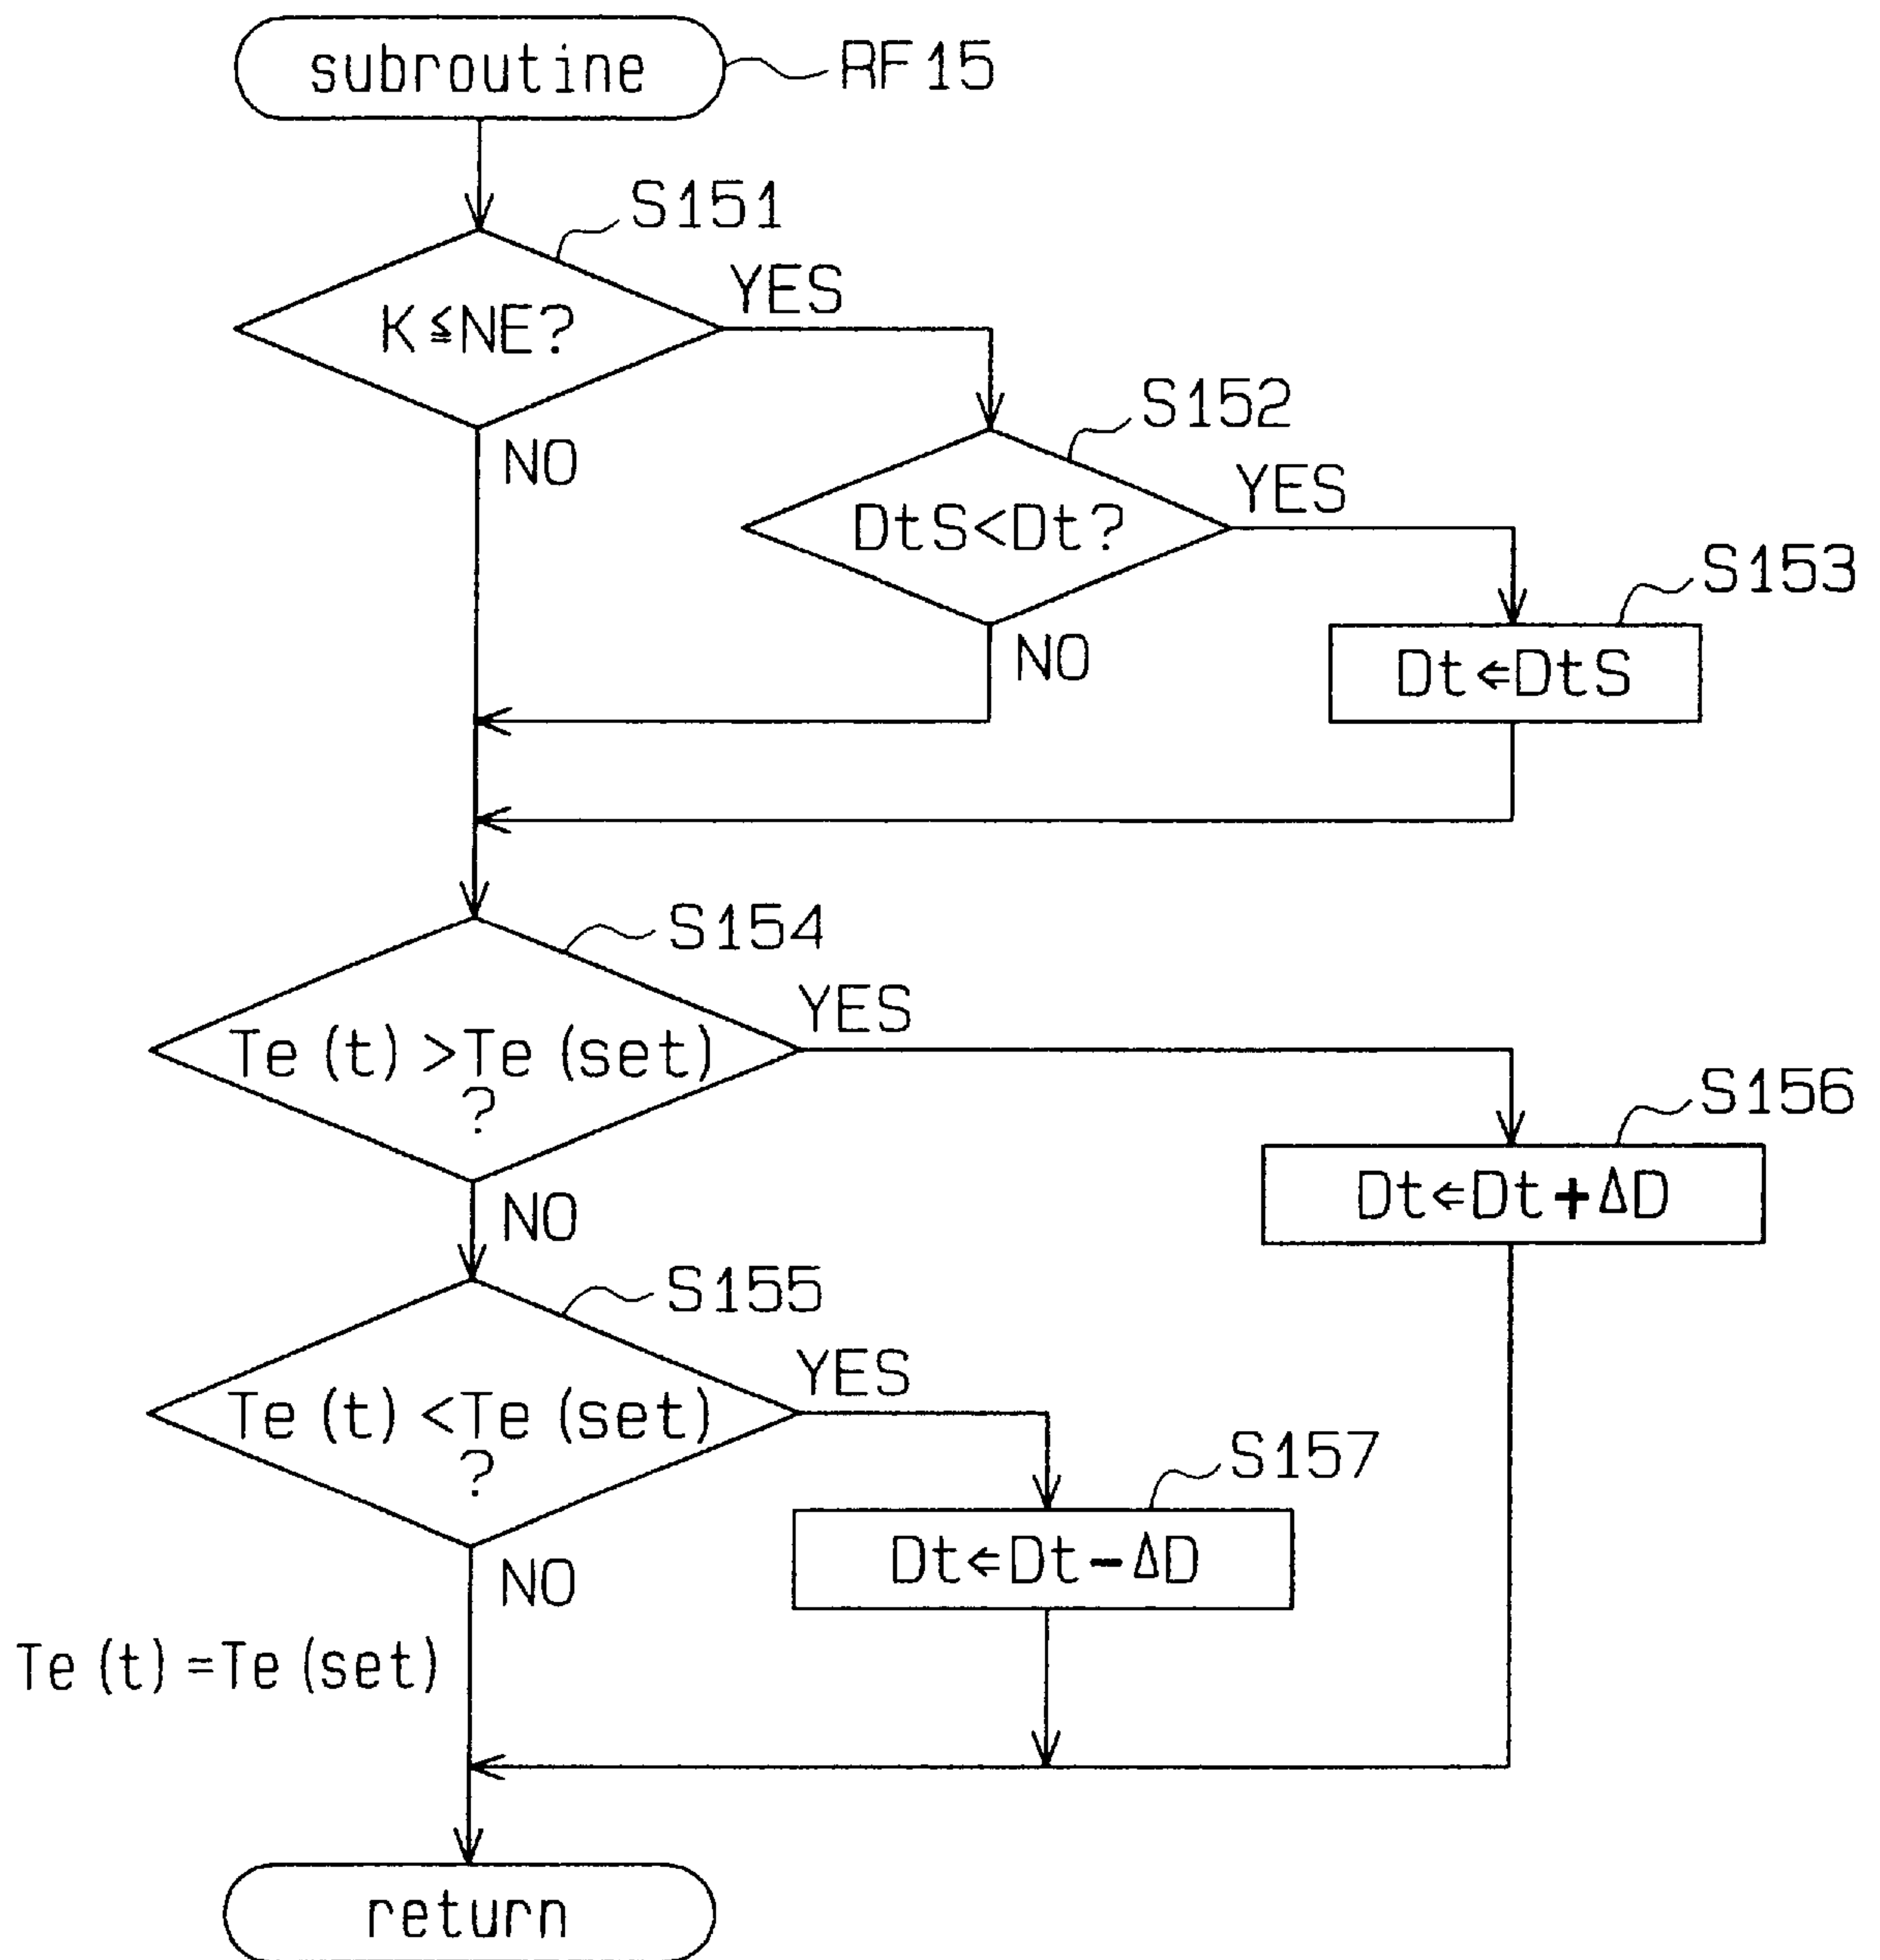 subroutine
RF15
S151
K≦NE?
YES
NO
S152
DtS<Dt?
YES
NO
S153
Dt⇐DtS
S154
Te (t) >Te (set)
?
YES
NO
S156
Dt⇐Dt+ΔD
S155
Te (t) <Te (set)
?
YES
NO
S157
Dt⇐Dt-ΔD
Te (t) =Te (set)
return